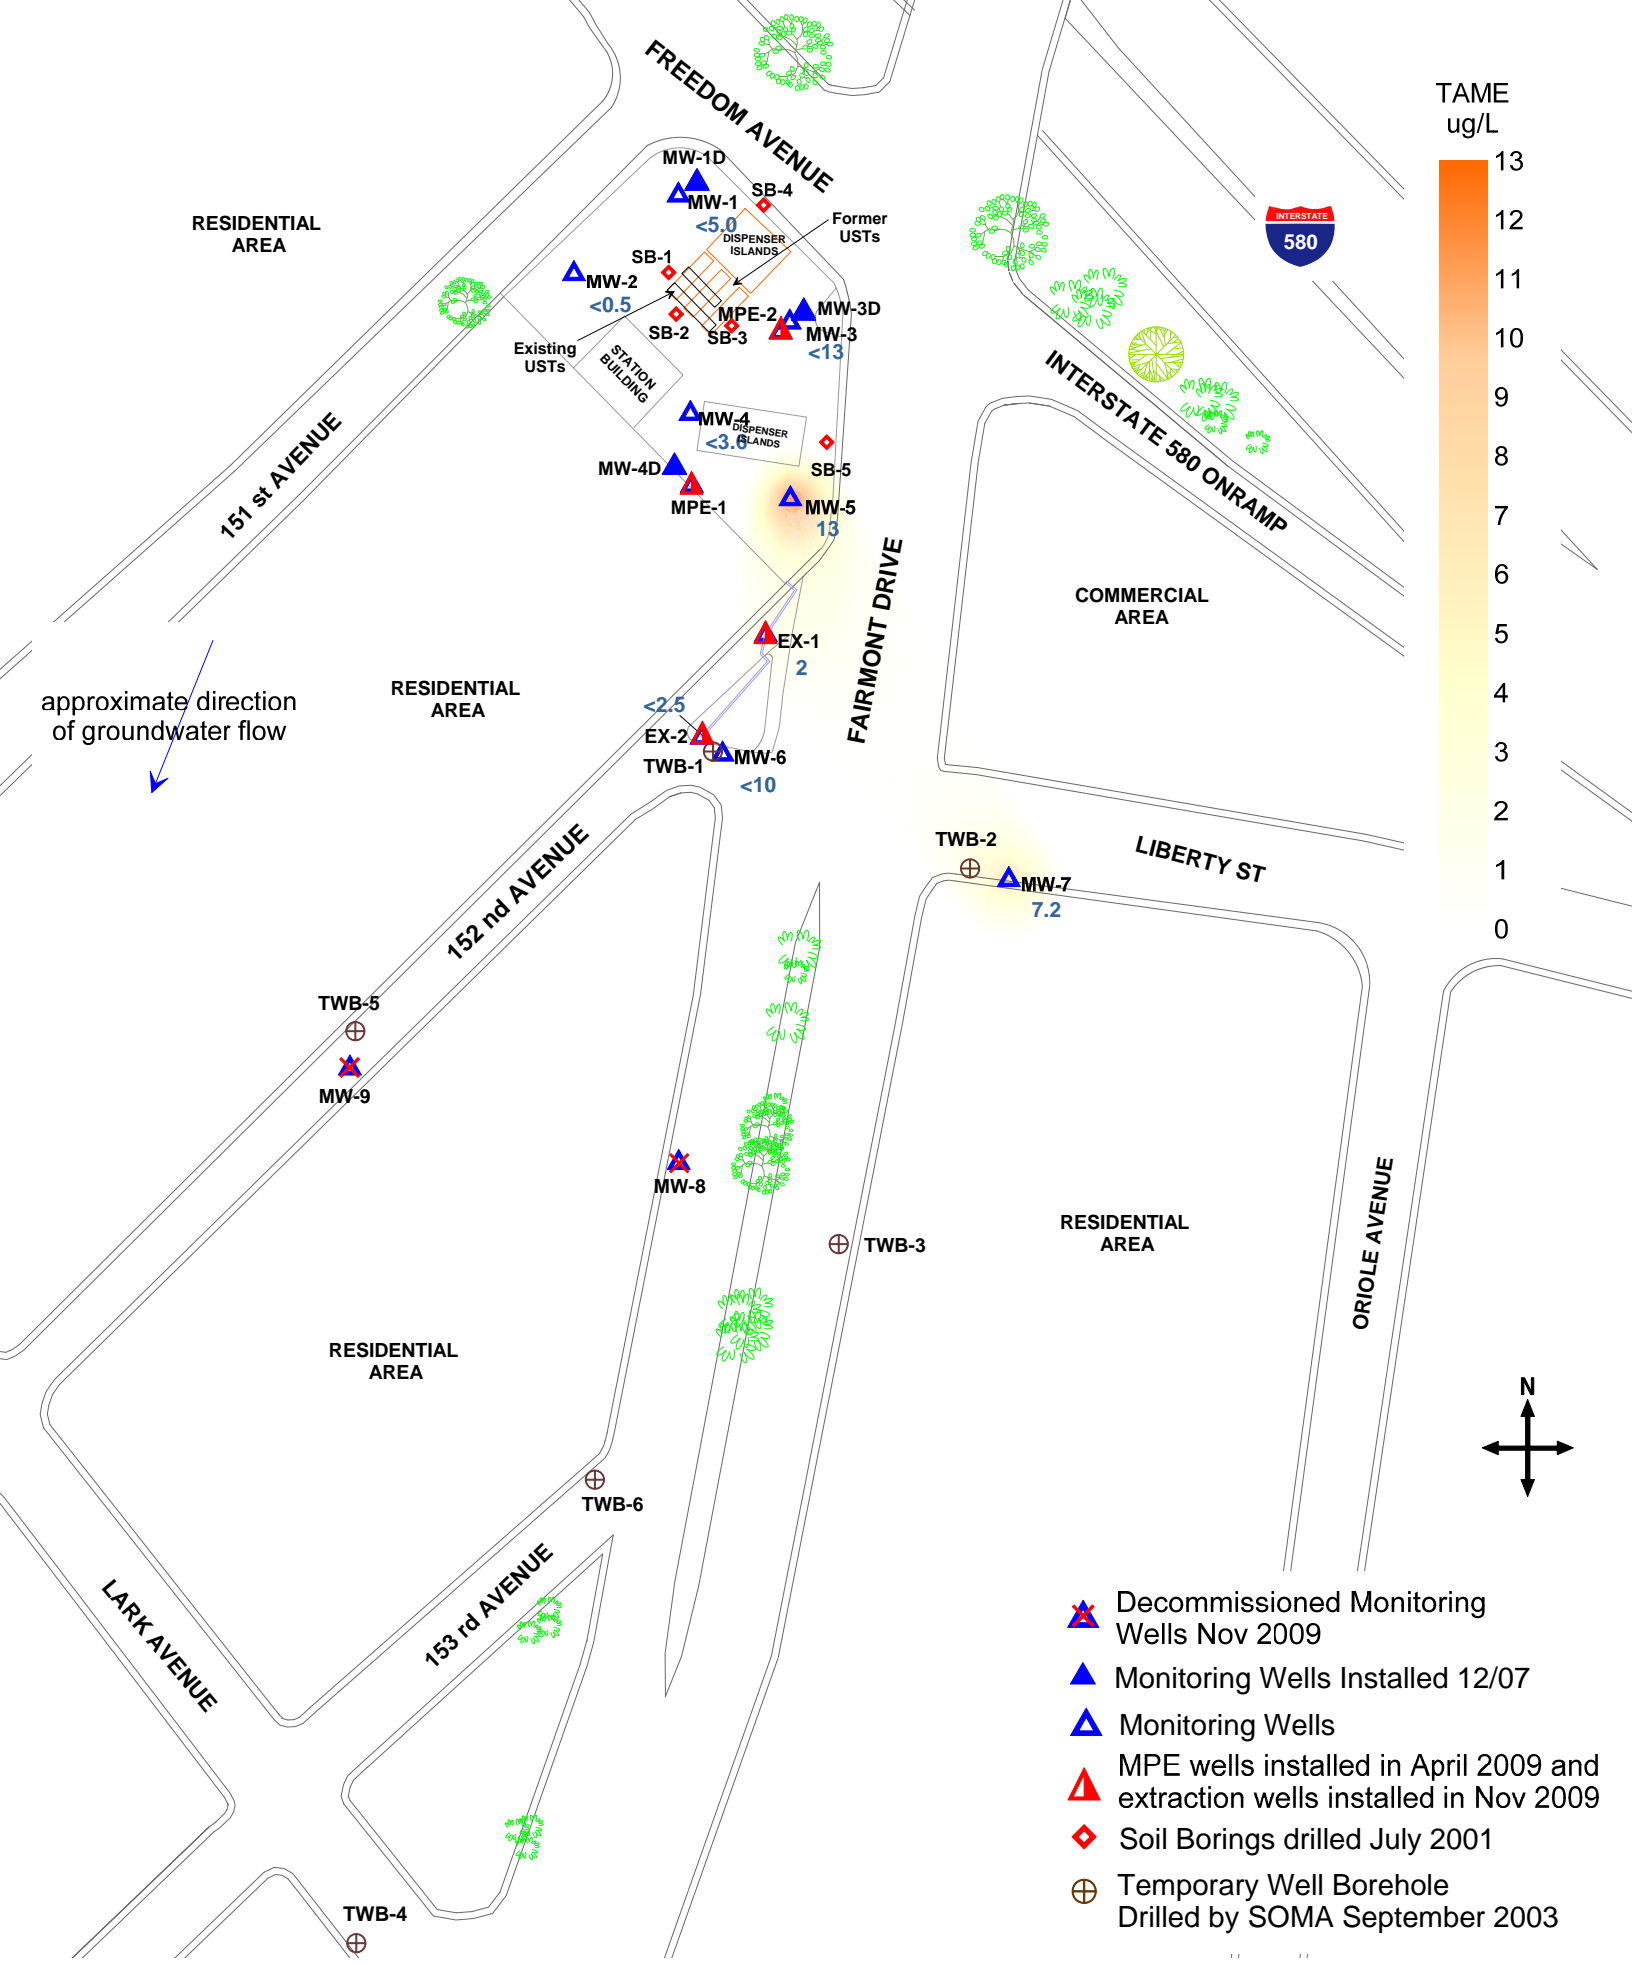 FREEDOM AVENUE
TAME
ug/L
13
12
11
10
9
8
7
6
5
4
3
2
1
0
MW-1D
MW-1
<5.0
SB-4
Former
USTs
DISPENSER
ISLANDS
RESIDENTIAL
AREA
INTERSTATE
580
SB-1
MW-2
<0.5
MPE-2
MW-3D
MW-3
<13
SB-2
SB-3
Existing
USTs
STATION
BUILDING
INTERSTATE 580 ONRAMP
MW-4
<3.6
DISPENSER
ISLANDS
151 st AVENUE
MW-4D
MPE-1
SB-5
MW-5
13
FAIRMONT DRIVE
COMMERCIAL
AREA
EX-1
2
RESIDENTIAL
AREA
approximate direction
of groundwater flow
<2.5
EX-2
TWB-1
MW-6
<10
152 nd AVENUE
TWB-2
LIBERTY ST
MW-7
7.2
TWB-5
MW-9
MW-8
TWB-3
RESIDENTIAL
AREA
ORIOLE AVENUE
RESIDENTIAL
AREA
N
TWB-6
153 rd AVENUE
LARK AVENUE
TWB-4
Decommissioned Monitoring
Wells Nov 2009
Monitoring Wells Installed 12/07
Monitoring Wells
MPE wells installed in April 2009 and
extraction wells installed in Nov 2009
Soil Borings drilled July 2001
Temporary Well Borehole
Drilled by SOMA September 2003